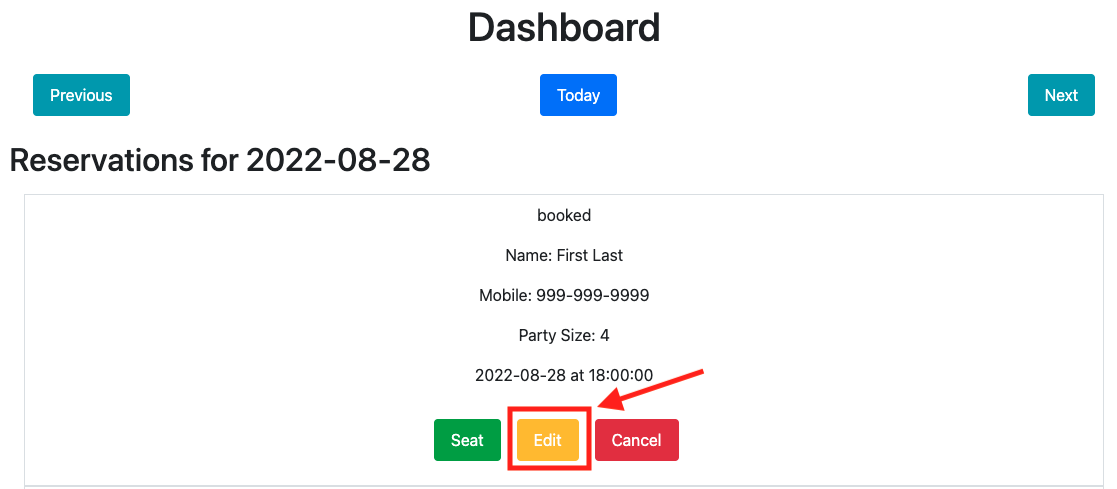 Dashboard
Previous Today Next
Reservations for 2022-08-28
booked
Name: First Last
Mobile: 999-999-9999
Party Size: 4
2022-08-28 at 18:00:00
Seat Edit Cancel